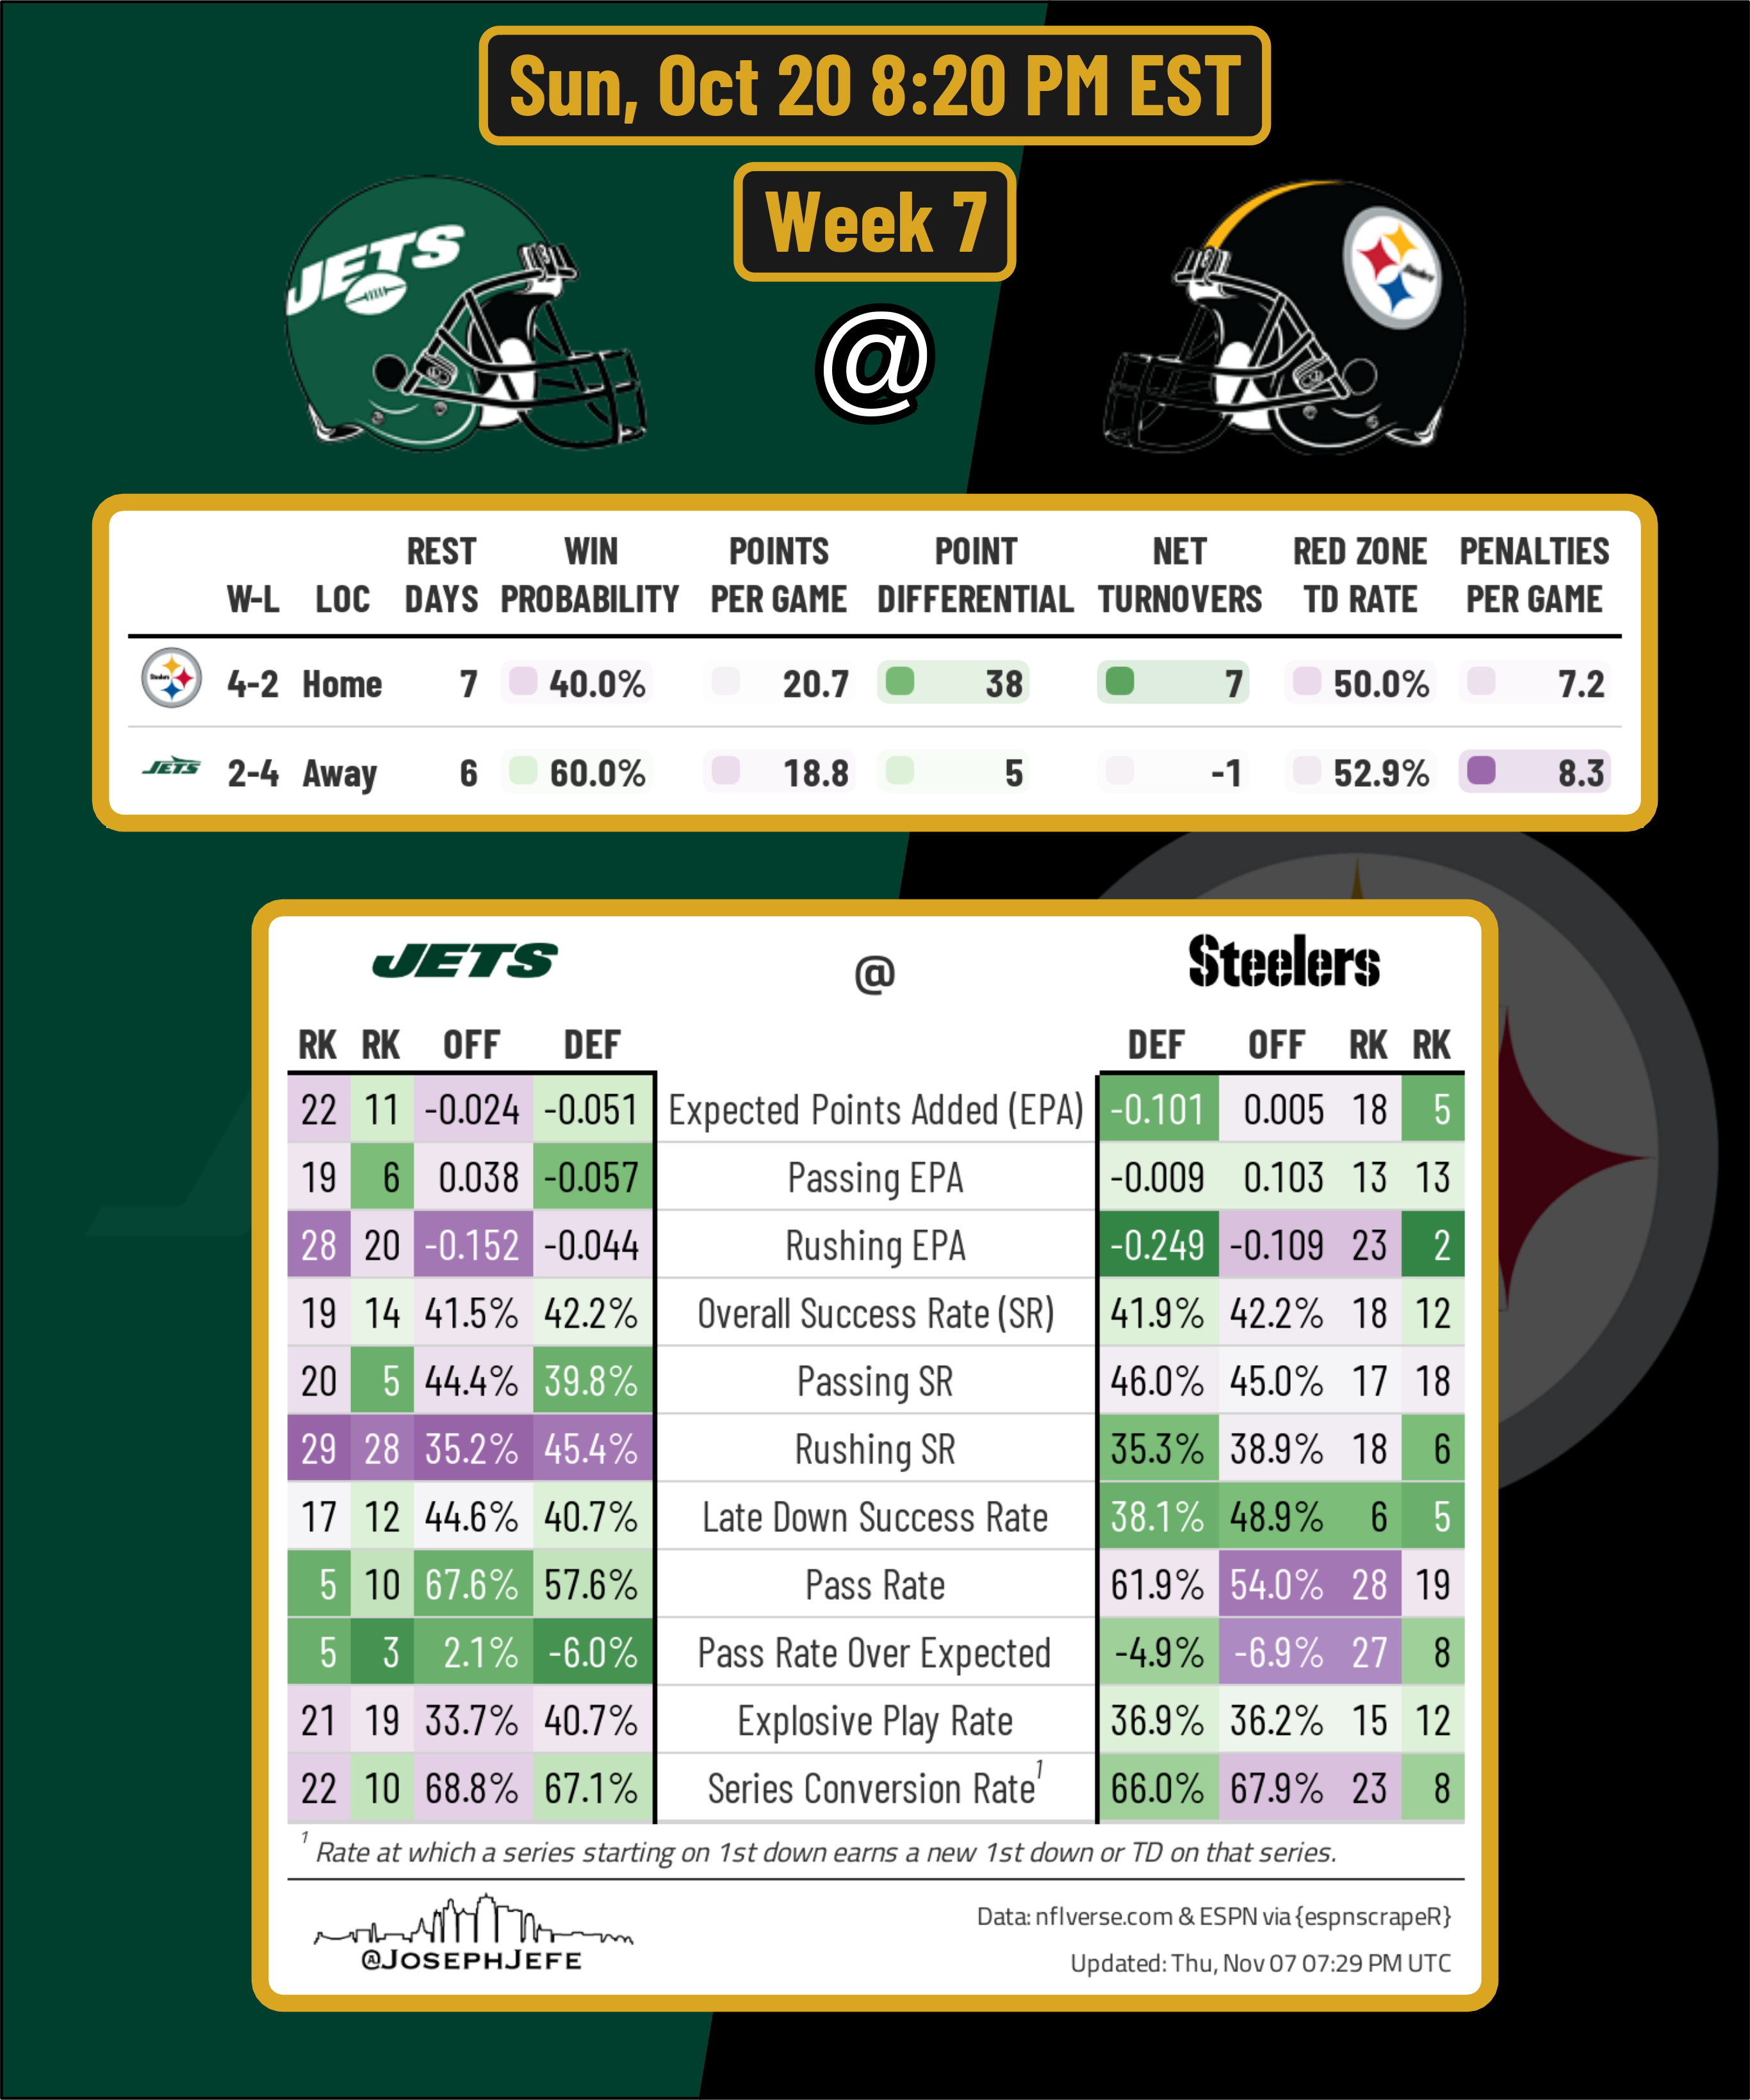 Sun, Oct 20 8:20 PM EST
Week 7
JETS
@
Steelers
REST WIN POINTS POINT NET RED ZONE PENALTIES
W-L LOC DAYS PROBABILITY PER GAME DIFFERENTIAL TURNOVERS TD RATE PER GAME
Steelers 4-2 Home 7 40.0% 20.7 38 7 50.0% 7.2
JETS 2-4 Away 6 60.0% 18.8 5 -1 52.9% 8.3
JETS @ Steelers
RK RK OFF DEF DEF OFF RK RK
22 11 -0.024 -0.051 Expected Points Added (EPA) -0.101 0.005 18 5
19 6 0.038 -0.057 Passing EPA -0.009 0.103 13 13
28 20 -0.152 -0.044 Rushing EPA -0.249 -0.109 23 2
19 14 41.5% 42.2% Overall Success Rate (SR) 41.9% 42.2% 18 12
20 5 44.4% 39.8% Passing SR 46.0% 45.0% 17 18
29 28 35.2% 45.4% Rushing SR 35.3% 38.9% 18 6
17 12 44.6% 40.7% Late Down Success Rate 38.1% 48.9% 6 5
5 10 67.6% 57.6% Pass Rate 61.9% 54.0% 28 19
5 3 2.1% -6.0% Pass Rate Over Expected -4.9% -6.9% 27 8
21 19 33.7% 40.7% Explosive Play Rate 36.9% 36.2% 15 12
22 10 68.8% 67.1% Series Conversion Rate1 66.0% 67.9% 23 8
1 Rate at which a series starting on 1st down earns a new 1st down or TD on that series.
@JosephJefe
Data: nflverse.com & ESPN via {espnscrapeR}
Updated: Thu, Nov 07 07:29 PM UTC